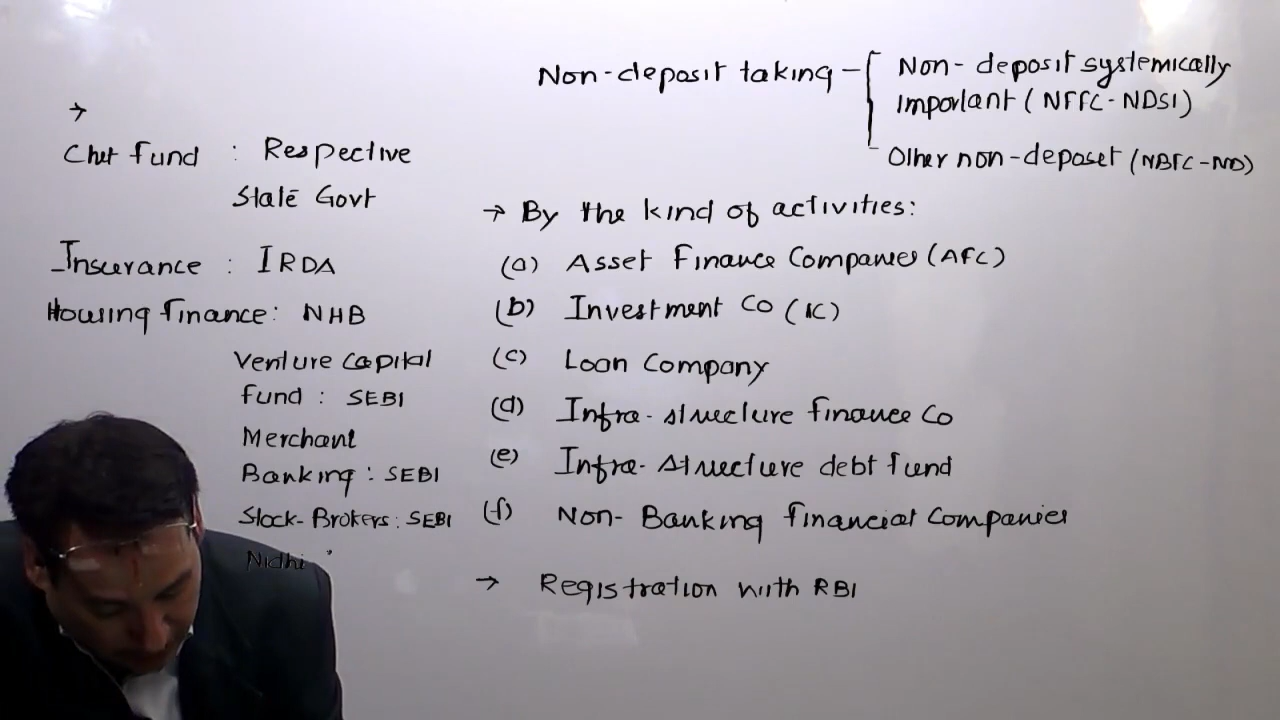 →
Chit fund : Respective
State Govt
Insurance : IRDA
Housing finance : NHB
Venture capital
fund : SEBI
Merchant
Banking : SEBI
Stock-Brokers : SEBI
Nidhi :
Non-deposit taking –
Non-deposit systemically
Important (NFFC-NDSI)
Other non-deposet (NBFC-ND)
→ By the kind of activities:
(a) Asset Finance Companies (AFC)
(b) Investment Co (IC)
(c) Loan Company
(d) Infra-structure finance Co
(e) Infra-structure debt fund
(f) Non-Banking financial Companies
→ Registration with RBI